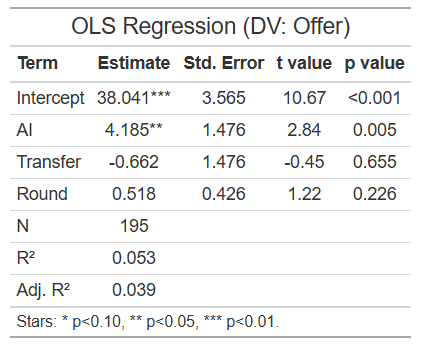 OLS Regression (DV: Offer)
Term Estimate Std. Error t value p value
Intercept 38.041*** 3.565 10.67 <0.001
AI 4.185** 1.476 2.84 0.005
Transfer -0.662 1.476 -0.45 0.655
Round 0.518 0.426 1.22 0.226
N 195
R² 0.053
Adj. R² 0.039
Stars: * p<0.10, ** p<0.05, *** p<0.01.